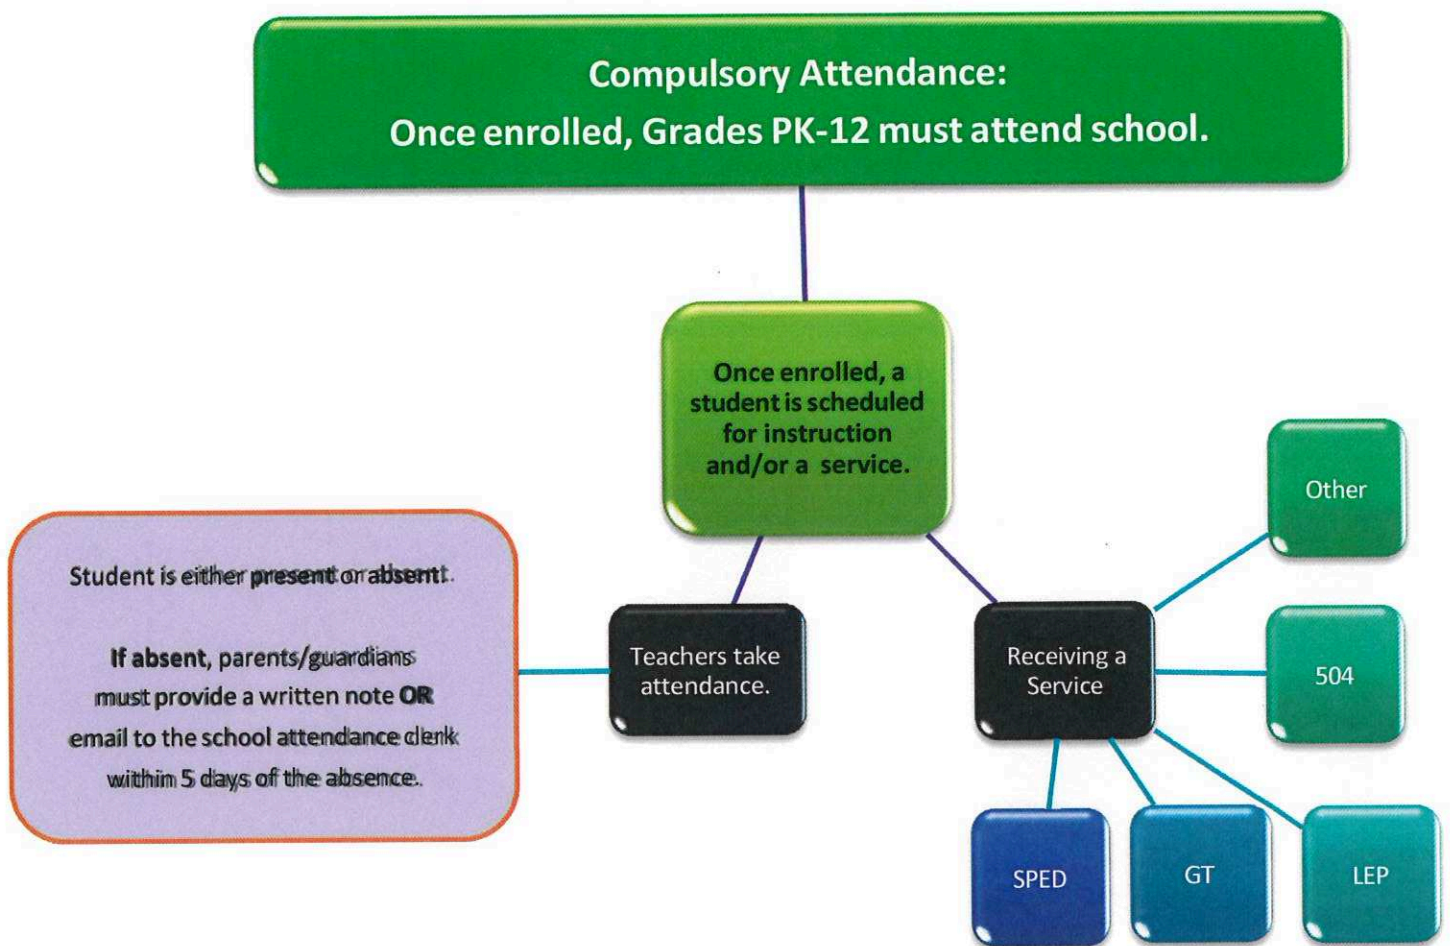 Compulsory Attendance:
Once enrolled, Grades PK-12 must attend school.
Once enrolled, a
student is scheduled
for instruction
and/or a service.
Other
Student is either present or absent.
If absent, parents/guardians
must provide a written note OR
email to the school attendance clerk
within 5 days of the absence.
Teachers take
attendance.
Receiving a
Service
504
SPED
GT
LEP